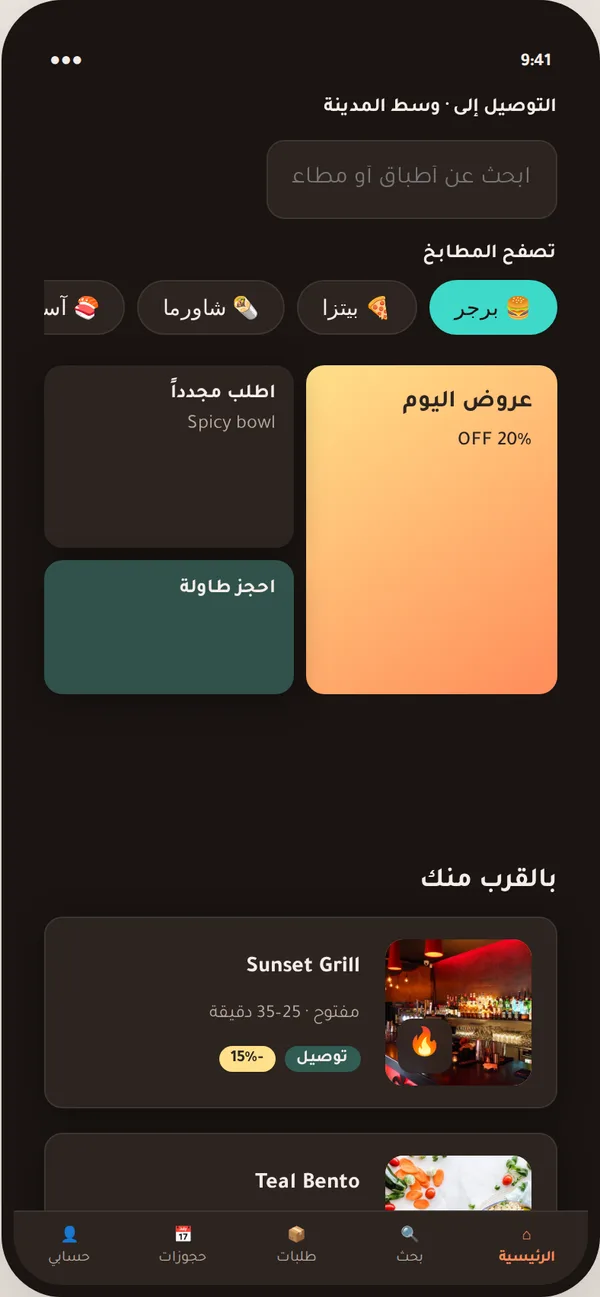 9:41
التوصيل إلى · وسط المدينة
ابحث عن أطباق أو مطاع
تصفح المطابخ
برجر
بيتزا
شاورما
آس
عروض اليوم
OFF 20%
اطلب مجدداً
Spicy bowl
احجز طاولة
بالقرب منك
Sunset Grill
مفتوح · 25–35 دقيقة
توصيل
15%-
Teal Bento
الرئيسية
بحث
طلبات
حجوزات
حسابي